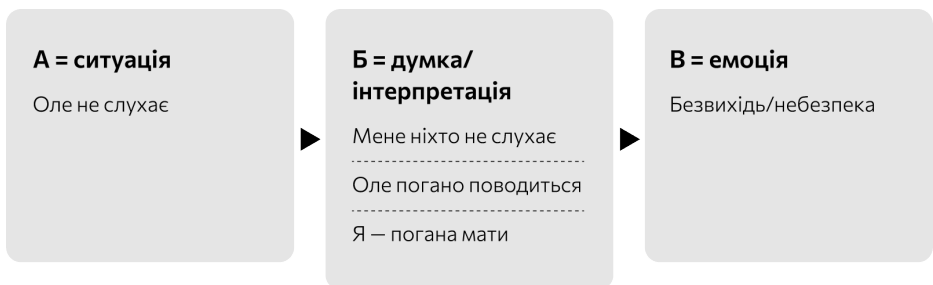 А = ситуація
Оле не слухає
Б = думка/
інтерпретація
Мене ніхто не слухає
Оле погано поводиться
Я — погана мати
В = емоція
Безвихідь/небезпека